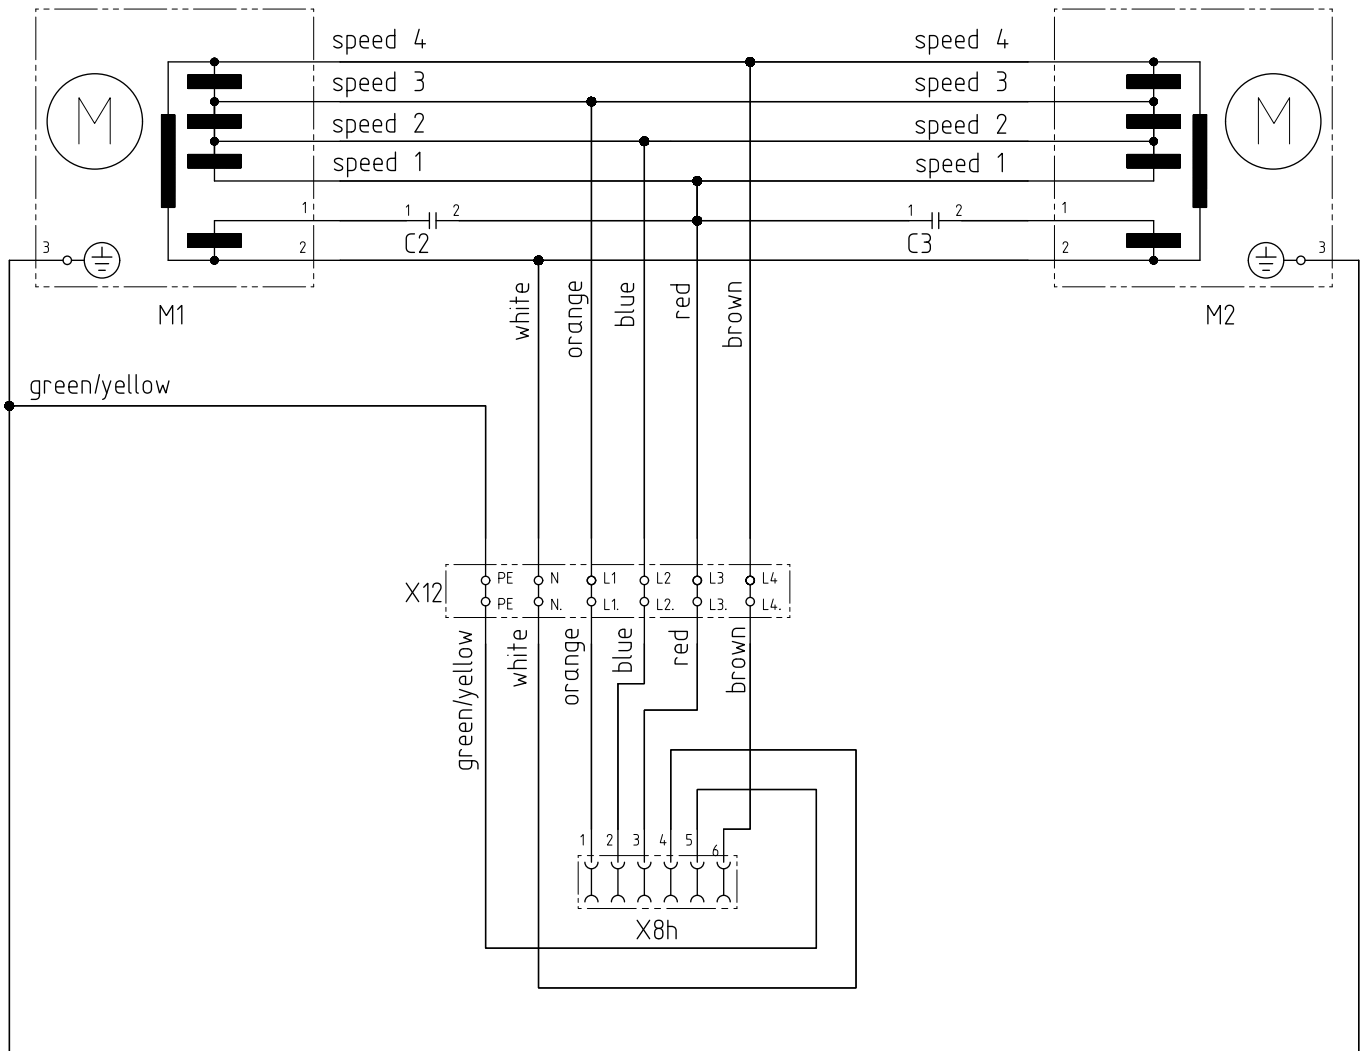 speed 4 speed 4
speed 3 speed 3
M M
speed 2 speed 2
speed 1 speed 1
1 1 2 1 2 1
3 2 C2 C3 2 3
M1 white orange blue red brown M2
green/yellow
PE N L1 L2 L3 L4
X12
PE N. L1. L2. L3. L4.
green/yellow white orange blue red brown
1 2 3 4 5 6
X8h